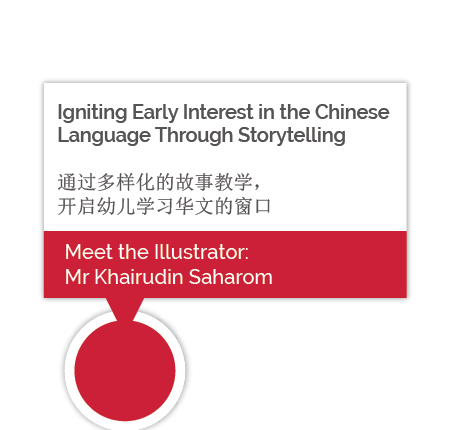 Igniting Early Interest in the Chinese
Language Through Storytelling
通过多样化的故事教学，
开启幼儿学习华文的窗口
Meet the Illustrator:
Mr Khairudin Saharom